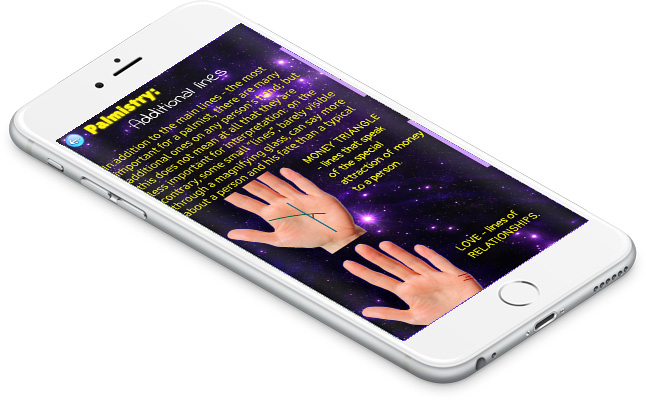 Palmistry:
Additional lines
In addition to the main lines - the most
important for a palmist, there are many
additional ones on any person's hand; but
this does not mean at all that they are
less important for interpretation: on the
contrary, some small "lines" barely visible
through a magnifying glass, can say more
about a person and his fate than a typical
MONEY TRIANGLE
lines that speak
of the special
attraction of money
to a person.
LOVE - lines of
RELATIONSHIPS.